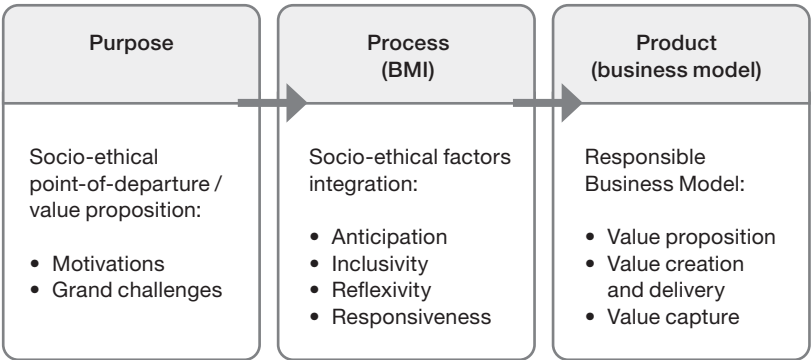 Purpose
Socio-ethical
point-of-departure /
value proposition:
• Motivations
• Grand challenges
Process
(BMI)
Socio-ethical factors
integration:
• Anticipation
• Inclusivity
• Reflexivity
• Responsiveness
Product
(business model)
Responsible
Business Model:
• Value proposition
• Value creation
and delivery
• Value capture